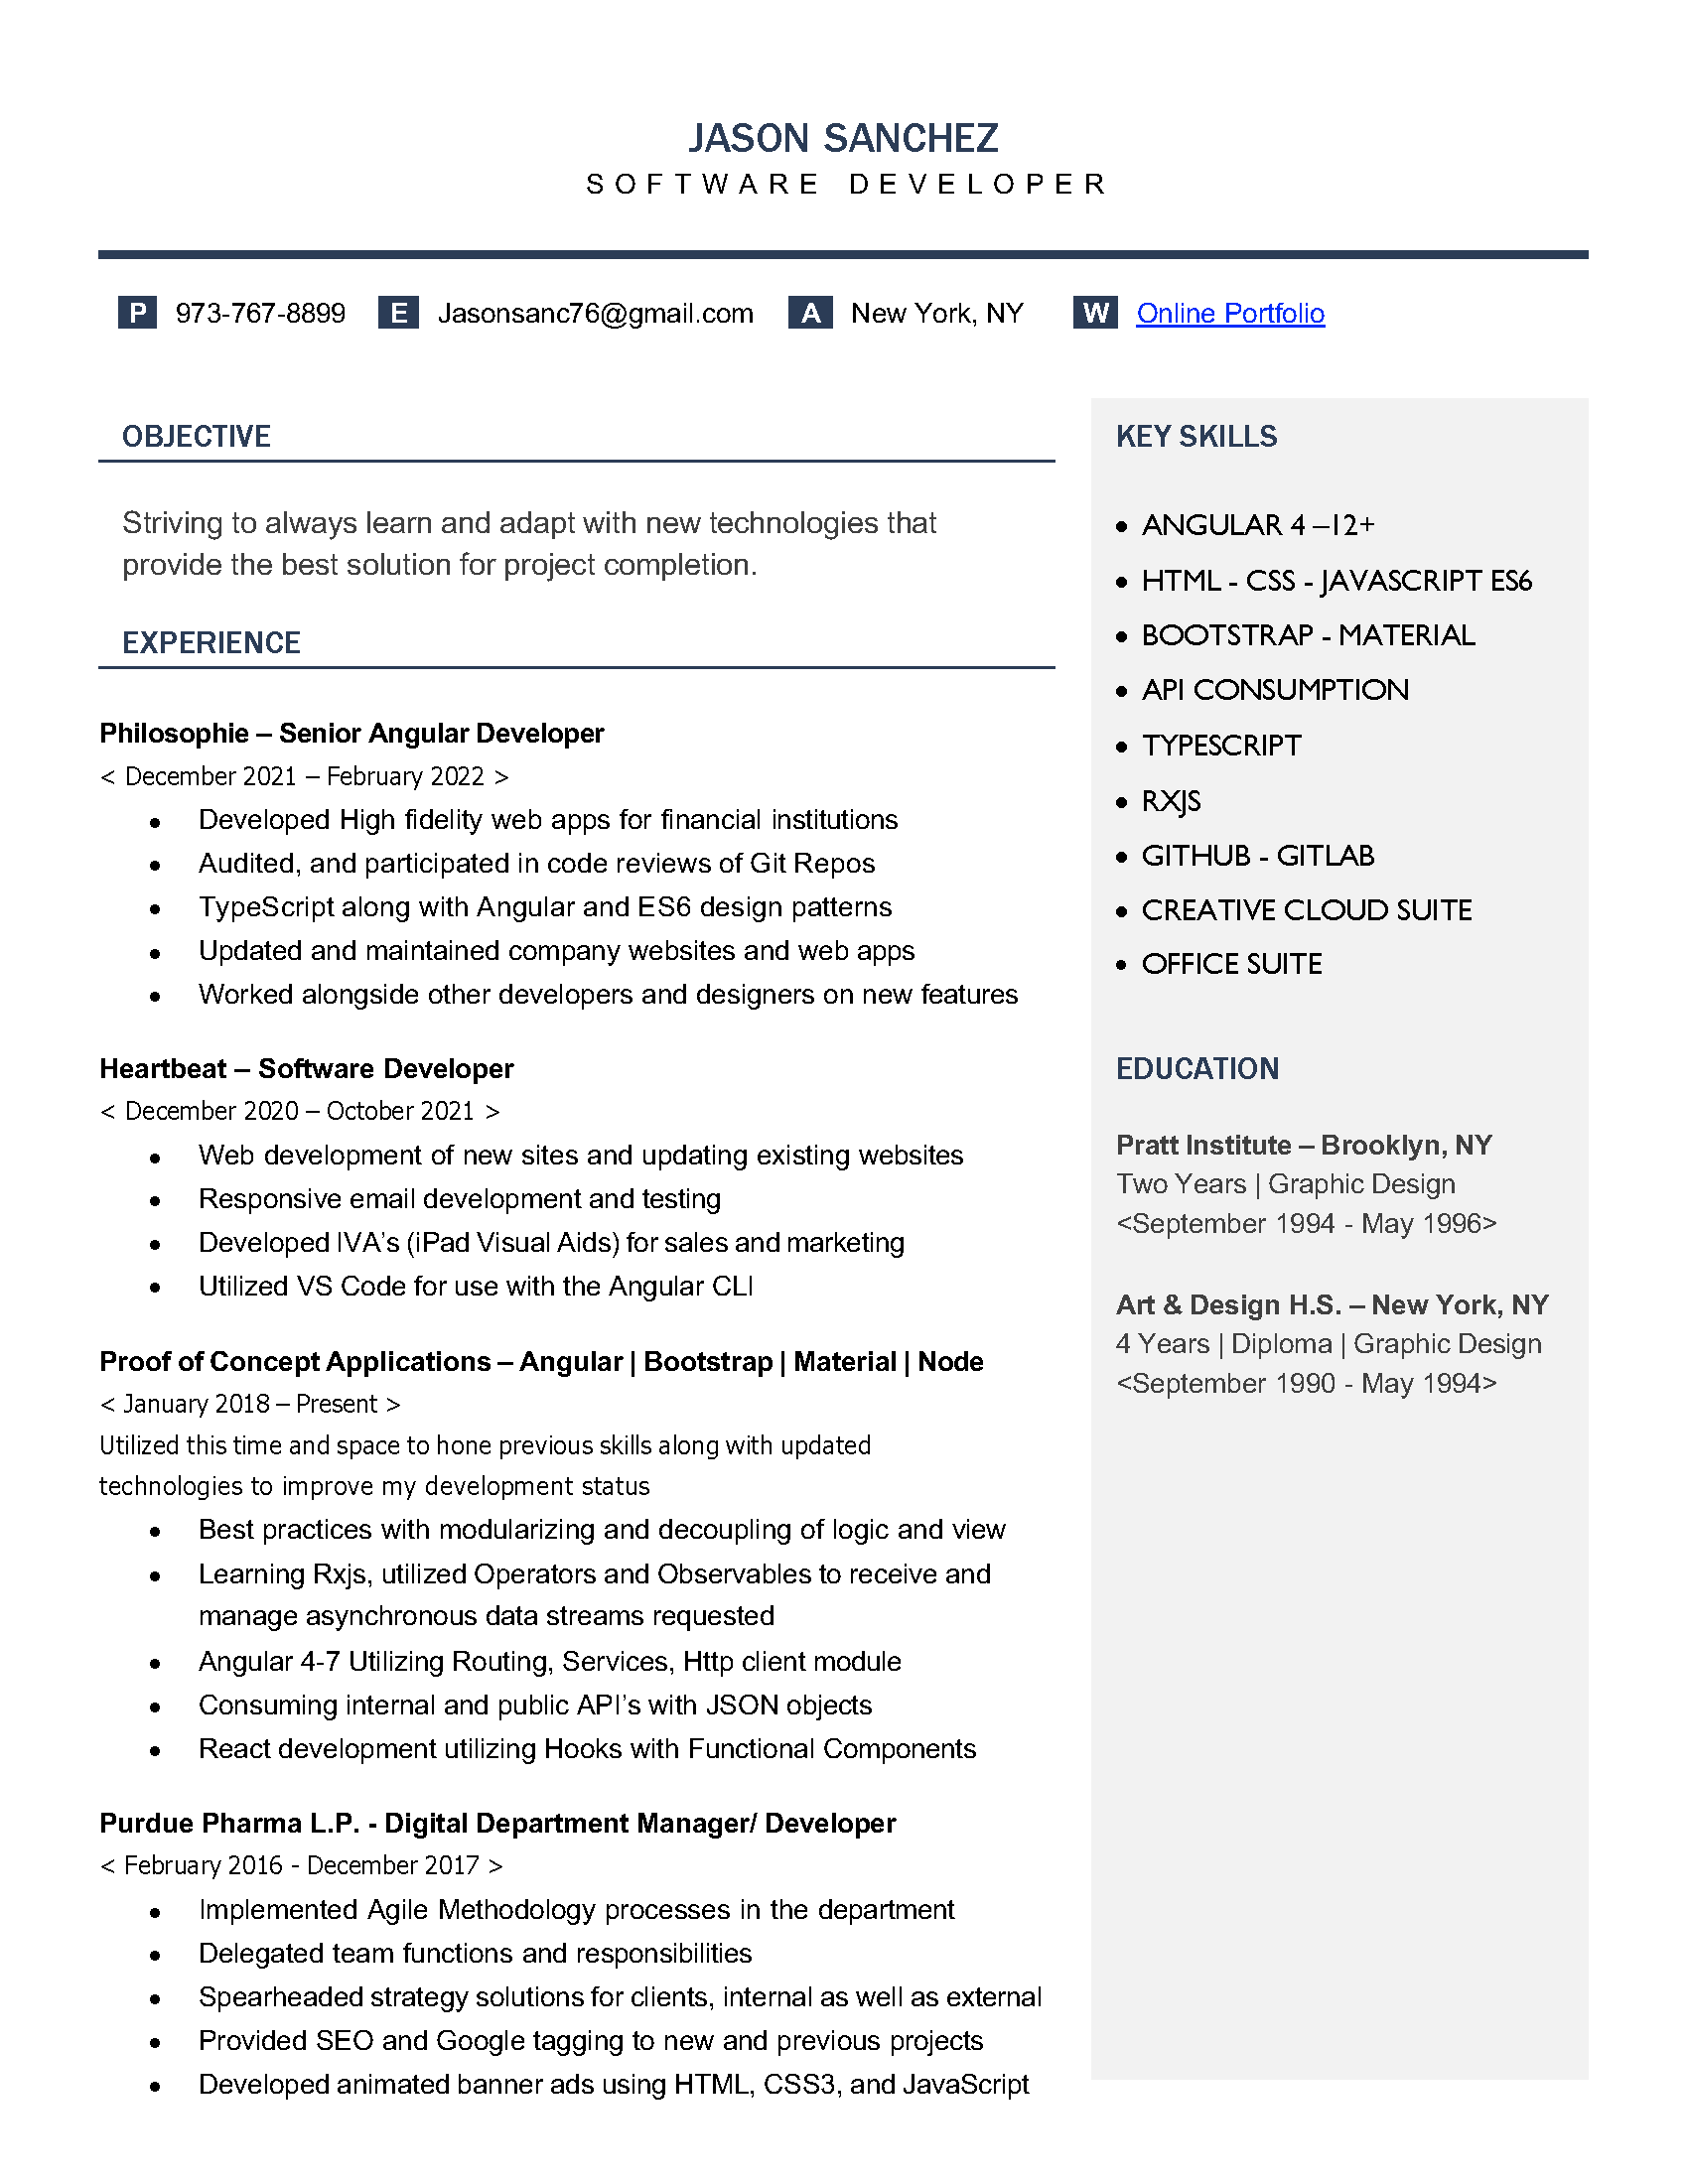 JASON SANCHEZ
SOFTWARE DEVELOPER
P 973-767-8899 E Jasonsanc76@gmail.com A New York, NY W Online Portfolio
OBJECTIVE
Striving to always learn and adapt with new technologies that
provide the best solution for project completion.
EXPERIENCE
Philosophie – Senior Angular Developer
< December 2021 – February 2022 >
• Developed High fidelity web apps for financial institutions
• Audited, and participated in code reviews of Git Repos
• TypeScript along with Angular and ES6 design patterns
• Updated and maintained company websites and web apps
• Worked alongside other developers and designers on new features
Heartbeat – Software Developer
< December 2020 – October 2021 >
• Web development of new sites and updating existing websites
• Responsive email development and testing
• Developed IVA’s (iPad Visual Aids) for sales and marketing
• Utilized VS Code for use with the Angular CLI
Proof of Concept Applications – Angular | Bootstrap | Material | Node
< January 2018 – Present >
Utilized this time and space to hone previous skills along with updated
technologies to improve my development status
• Best practices with modularizing and decoupling of logic and view
• Learning Rxjs, utilized Operators and Observables to receive and
manage asynchronous data streams requested
• Angular 4-7 Utilizing Routing, Services, Http client module
• Consuming internal and public API’s with JSON objects
• React development utilizing Hooks with Functional Components
Purdue Pharma L.P. - Digital Department Manager/ Developer
< February 2016 - December 2017 >
• Implemented Agile Methodology processes in the department
• Delegated team functions and responsibilities
• Spearheaded strategy solutions for clients, internal as well as external
• Provided SEO and Google tagging to new and previous projects
• Developed animated banner ads using HTML, CSS3, and JavaScript
KEY SKILLS
• ANGULAR 4 –12+
• HTML - CSS - JAVASCRIPT ES6
• BOOTSTRAP - MATERIAL
• API CONSUMPTION
• TYPESCRIPT
• RXJS
• GITHUB - GITLAB
• CREATIVE CLOUD SUITE
• OFFICE SUITE
EDUCATION
Pratt Institute – Brooklyn, NY
Two Years | Graphic Design
<September 1994 - May 1996>
Art & Design H.S. – New York, NY
4 Years | Diploma | Graphic Design
<September 1990 - May 1994>